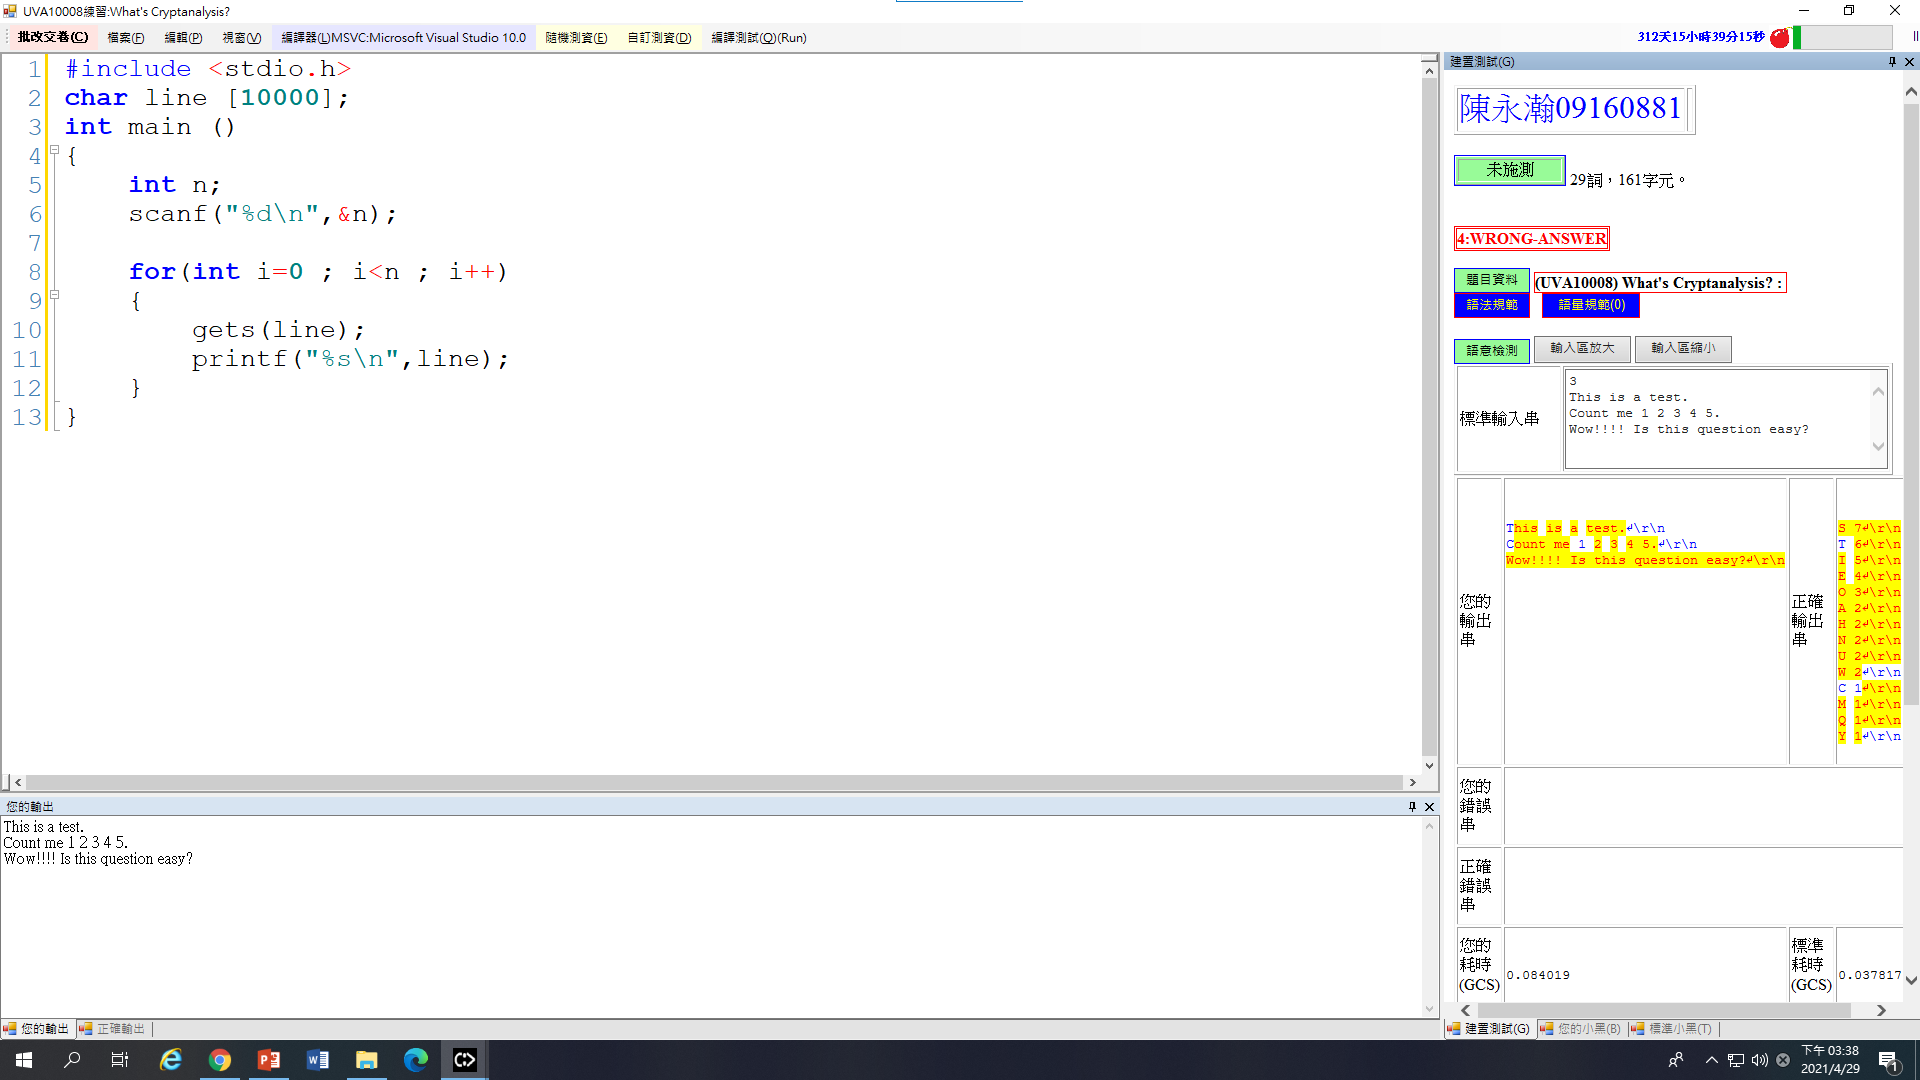 UVA10008練習:What's Cryptanalysis?
批改交卷(C) 檔案(F) 編輯(P) 視窗(V) 編譯器(L)MSVC:Microsoft Visual Studio 10.0 隨機測資(E) 自訂測資(D) 編譯測試(Q)(Run)
312天15小時39分15秒
1 #include <stdio.h>
2 char line [10000];
3 int main ()
4 {
5 int n;
6 scanf("%d\n",&n);
7
8 for(int i=0 ; i<n ; i++)
9 {
10 gets(line);
11 printf("%s\n",line);
12 }
13 }
您的輸出
This is a test.
Count me 1 2 3 4 5.
Wow!!!! Is this question easy?
您的輸出 正確輸出
建置測試(G)
陳永瀚09160881
未施測 29詞，161字元。
4:WRONG-ANSWER
題目資料 (UVA10008) What's Cryptanalysis? :
語法規範 語量規範(0)
語意檢測 輸入區放大 輸入區縮小
標準輸入串
3
This is a test.
Count me 1 2 3 4 5.
Wow!!!! Is this question easy?
您的輸出串
This is a test.↲\r\n
Count me 1 2 3 4 5.↲\r\n
Wow!!!! Is this question easy?↲\r\n
正確輸出串
S 7↲\r\n
T 6↲\r\n
I 5↲\r\n
E 4↲\r\n
O 3↲\r\n
A 2↲\r\n
H 2↲\r\n
N 2↲\r\n
U 2↲\r\n
W 2↲\r\n
C 1↲\r\n
M 1↲\r\n
Q 1↲\r\n
Y 1↲\r\n
您的錯誤串
正確錯誤串
您的耗時(GCS) 0.084019 標準耗時(GCS) 0.037817
建置測試(G) 您的小黑(B) 標準小黑(T)
下午 03:38
2021/4/29
1